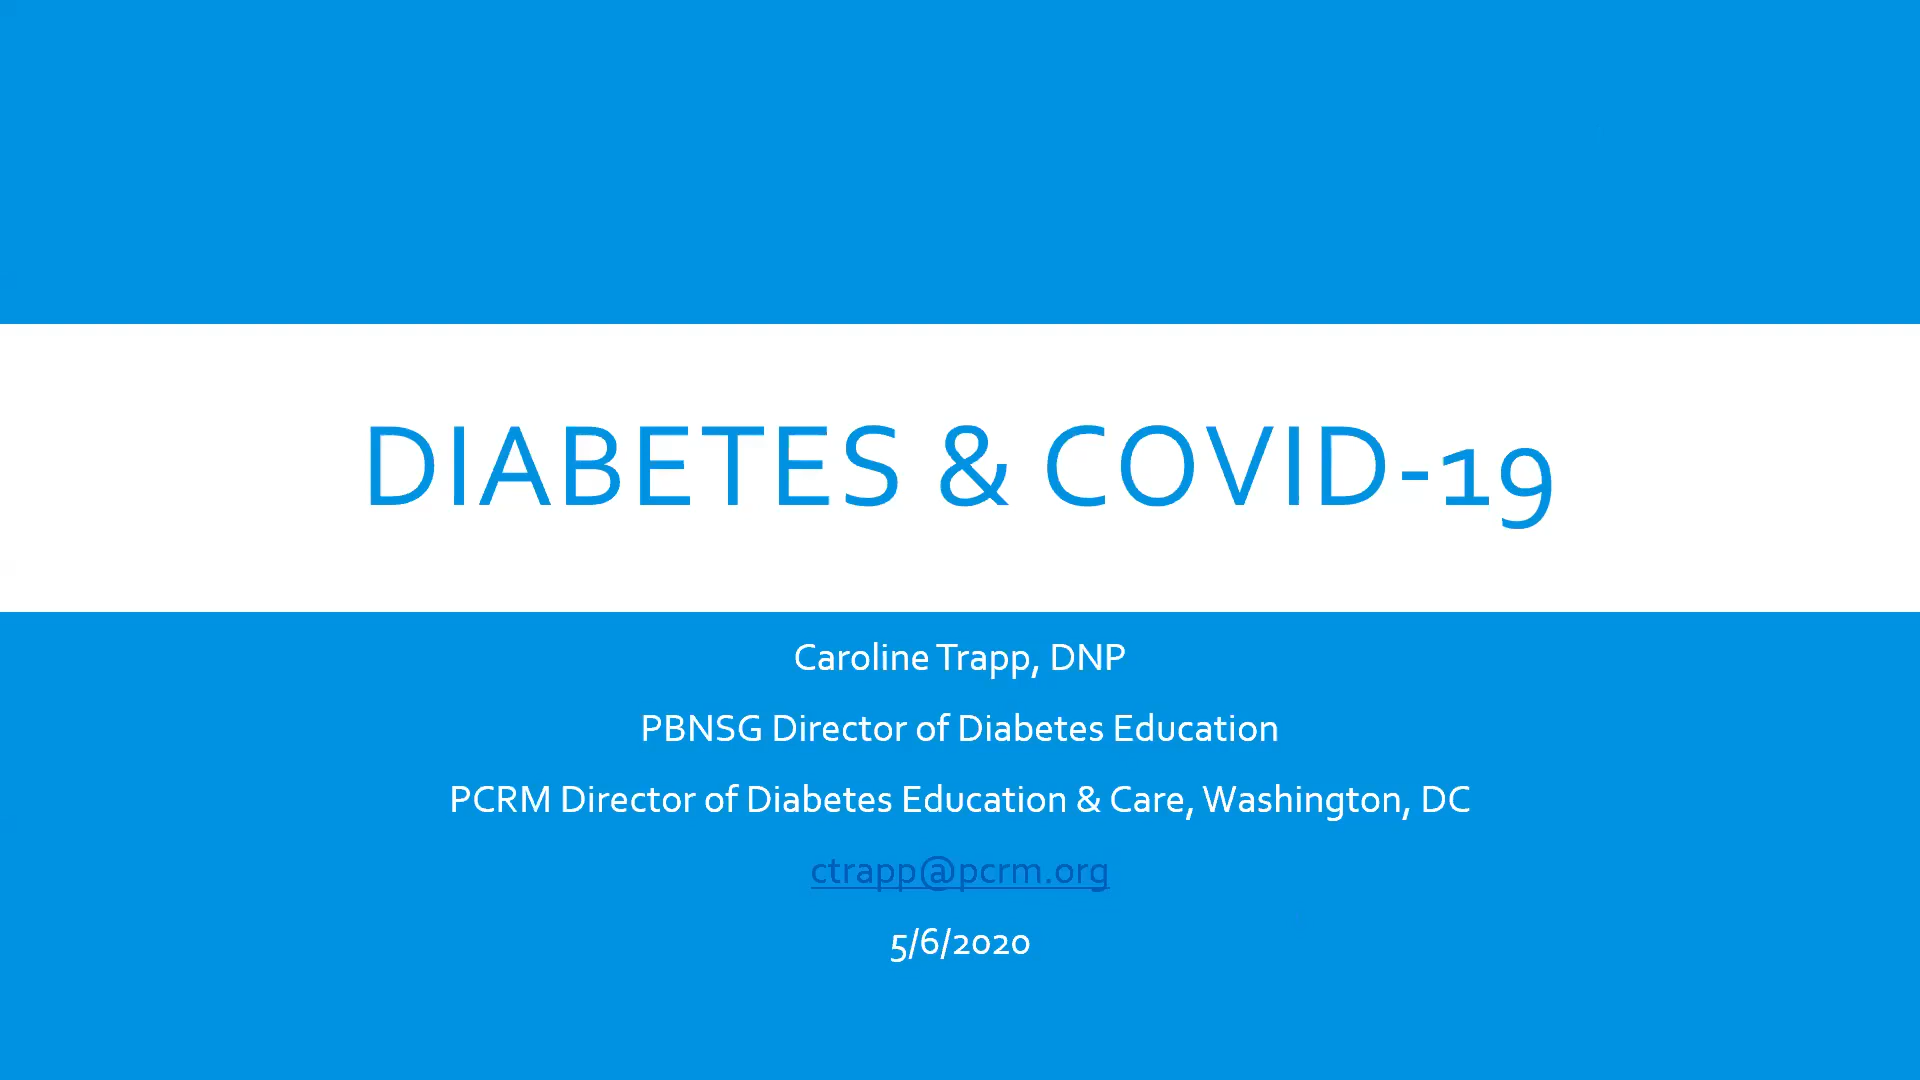 DIABETES & COVID-19
Caroline Trapp, DNP
PBNSG Director of Diabetes Education
PCRM Director of Diabetes Education & Care, Washington, DC
ctrapp@pcrm.org
5/6/2020